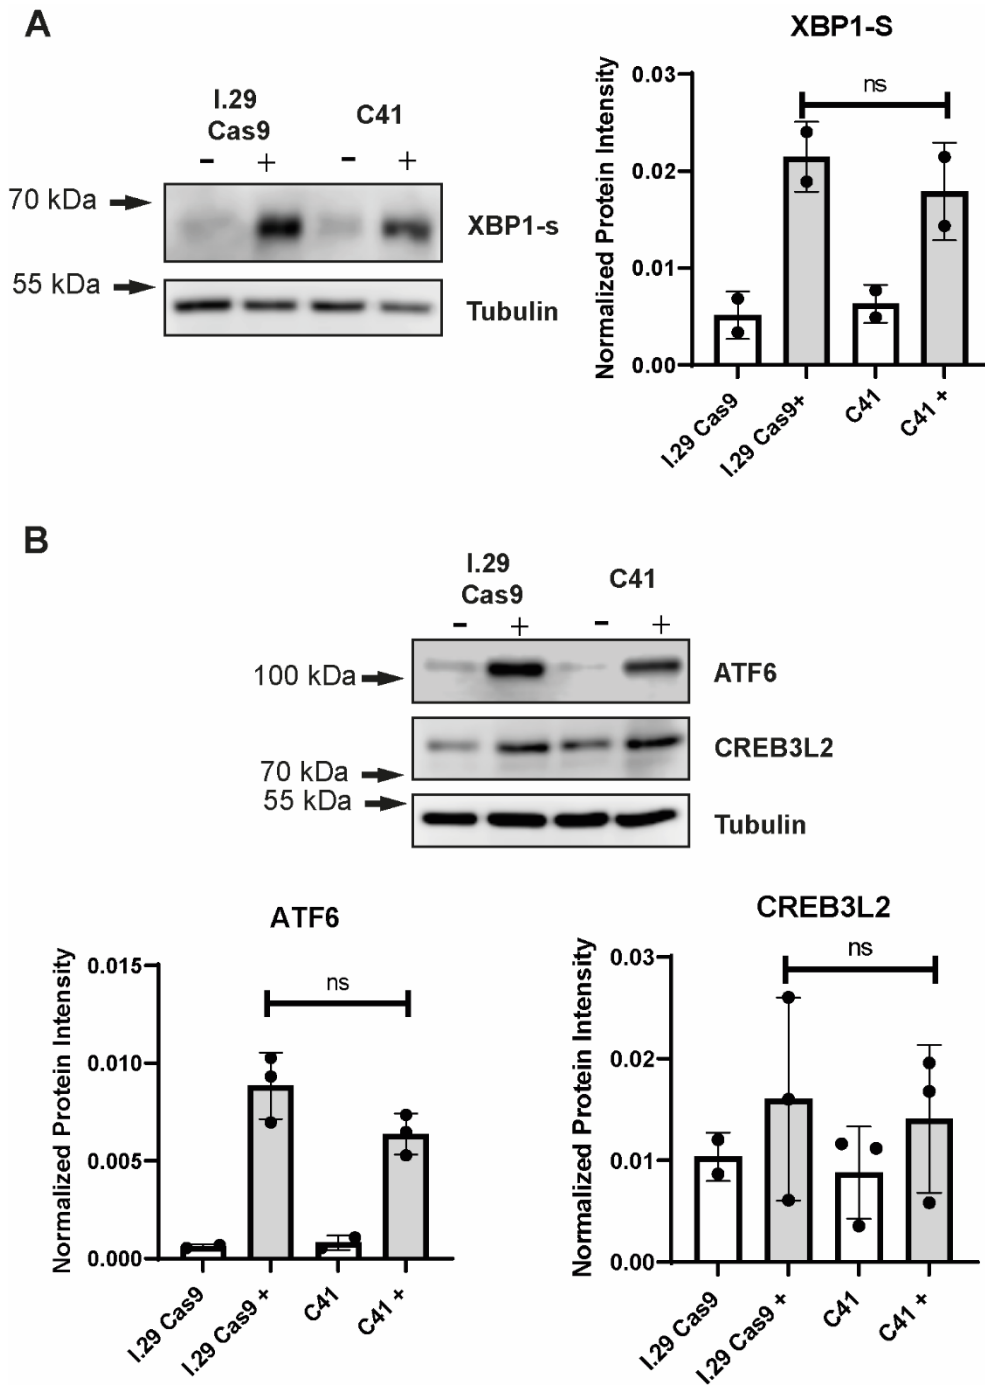 A
I.29
Cas9
C41
- + - +
70 kDa
XBP1-s
55 kDa
Tubulin
XBP1-S
Normalized Protein Intensity
0.03
0.02
0.01
0.00
ns
I.29 Cas9
I.29 Cas9+
C41
C41 +
B
I.29
Cas9
C41
- + - +
100 kDa
ATF6
CREB3L2
70 kDa
55 kDa
Tubulin
ATF6
Normalized Protein Intensity
0.015
0.010
0.005
0.000
ns
I.29 Cas9
I.29 Cas9 +
C41
C41 +
CREB3L2
Normalized Protein Intensity
0.03
0.02
0.01
0.00
ns
I.29 Cas9
I.29 Cas9 +
C41
C41 +